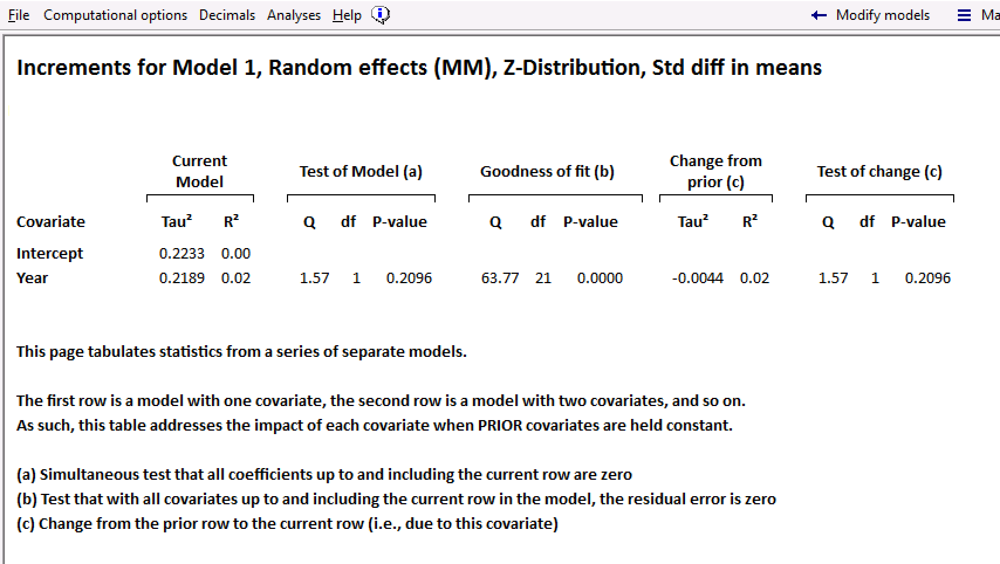 File Computational options Decimals Analyses Help Modify models
Increments for Model 1, Random effects (MM), Z-Distribution, Std diff in means
Current Model Test of Model (a) Goodness of fit (b) Change from prior (c) Test of change (c)
Covariate Tau² R² Q df P-value Q df P-value Tau² R² Q df P-value
Intercept 0.2233 0.00
Year 0.2189 0.02 1.57 1 0.2096 63.77 21 0.0000 -0.0044 0.02 1.57 1 0.2096
This page tabulates statistics from a series of separate models.
The first row is a model with one covariate, the second row is a model with two covariates, and so on.
As such, this table addresses the impact of each covariate when PRIOR covariates are held constant.
(a) Simultaneous test that all coefficients up to and including the current row are zero
(b) Test that with all covariates up to and including the current row in the model, the residual error is zero
(c) Change from the prior row to the current row (i.e., due to this covariate)